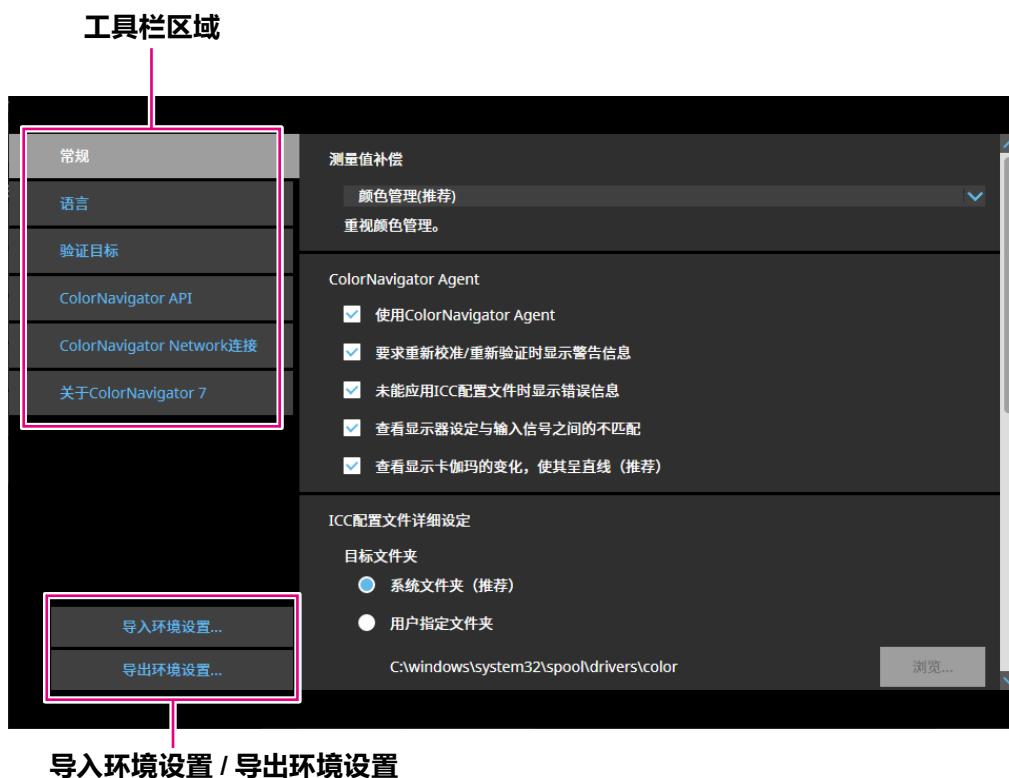 工具栏区域
常规
语言
验证目标
ColorNavigator API
ColorNavigator Network连接
关于ColorNavigator 7
导入环境设置...
导出环境设置...
测量值补偿
颜色管理(推荐)
重视颜色管理。
ColorNavigator Agent
使用ColorNavigator Agent
要求重新校准/重新验证时显示警告信息
未能应用ICC配置文件时显示错误信息
查看显示器设定与输入信号之间的不匹配
查看显示卡伽玛的变化，使其呈直线（推荐）
ICC配置文件详细设定
目标文件夹
系统文件夹（推荐）
用户指定文件夹
C:\windows\system32\spool\drivers\color
浏览...
导入环境设置 / 导出环境设置